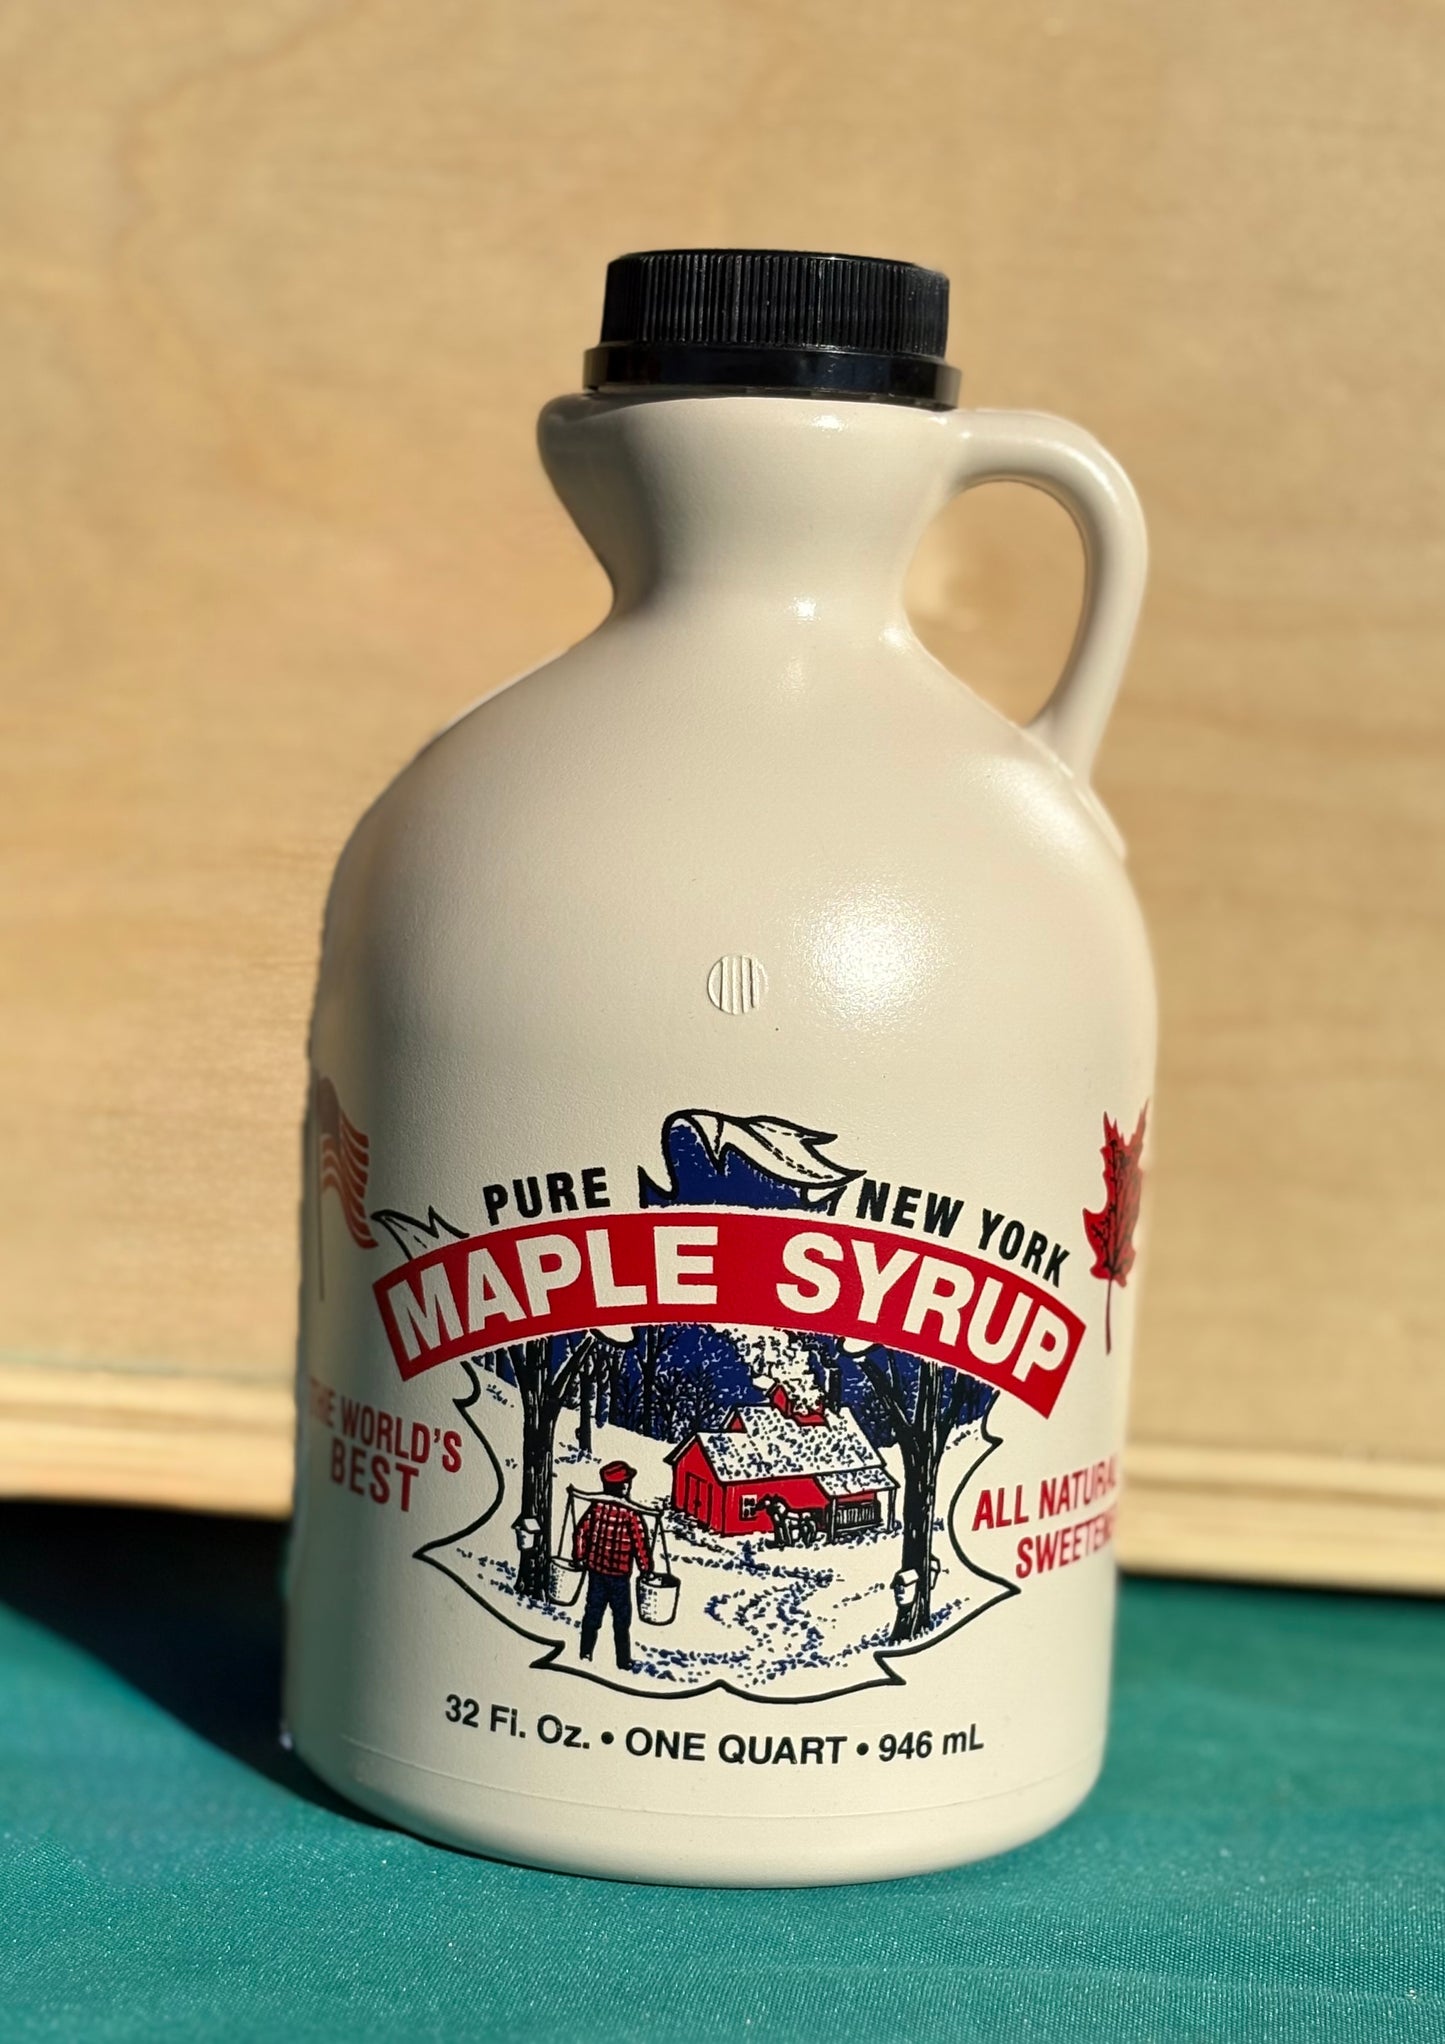 PURE NEW YORK
MAPLE SYRUP
THE WORLD'S
BEST
ALL NATURAL
SWEETENER
32 Fl. Oz. • ONE QUART • 946 mL